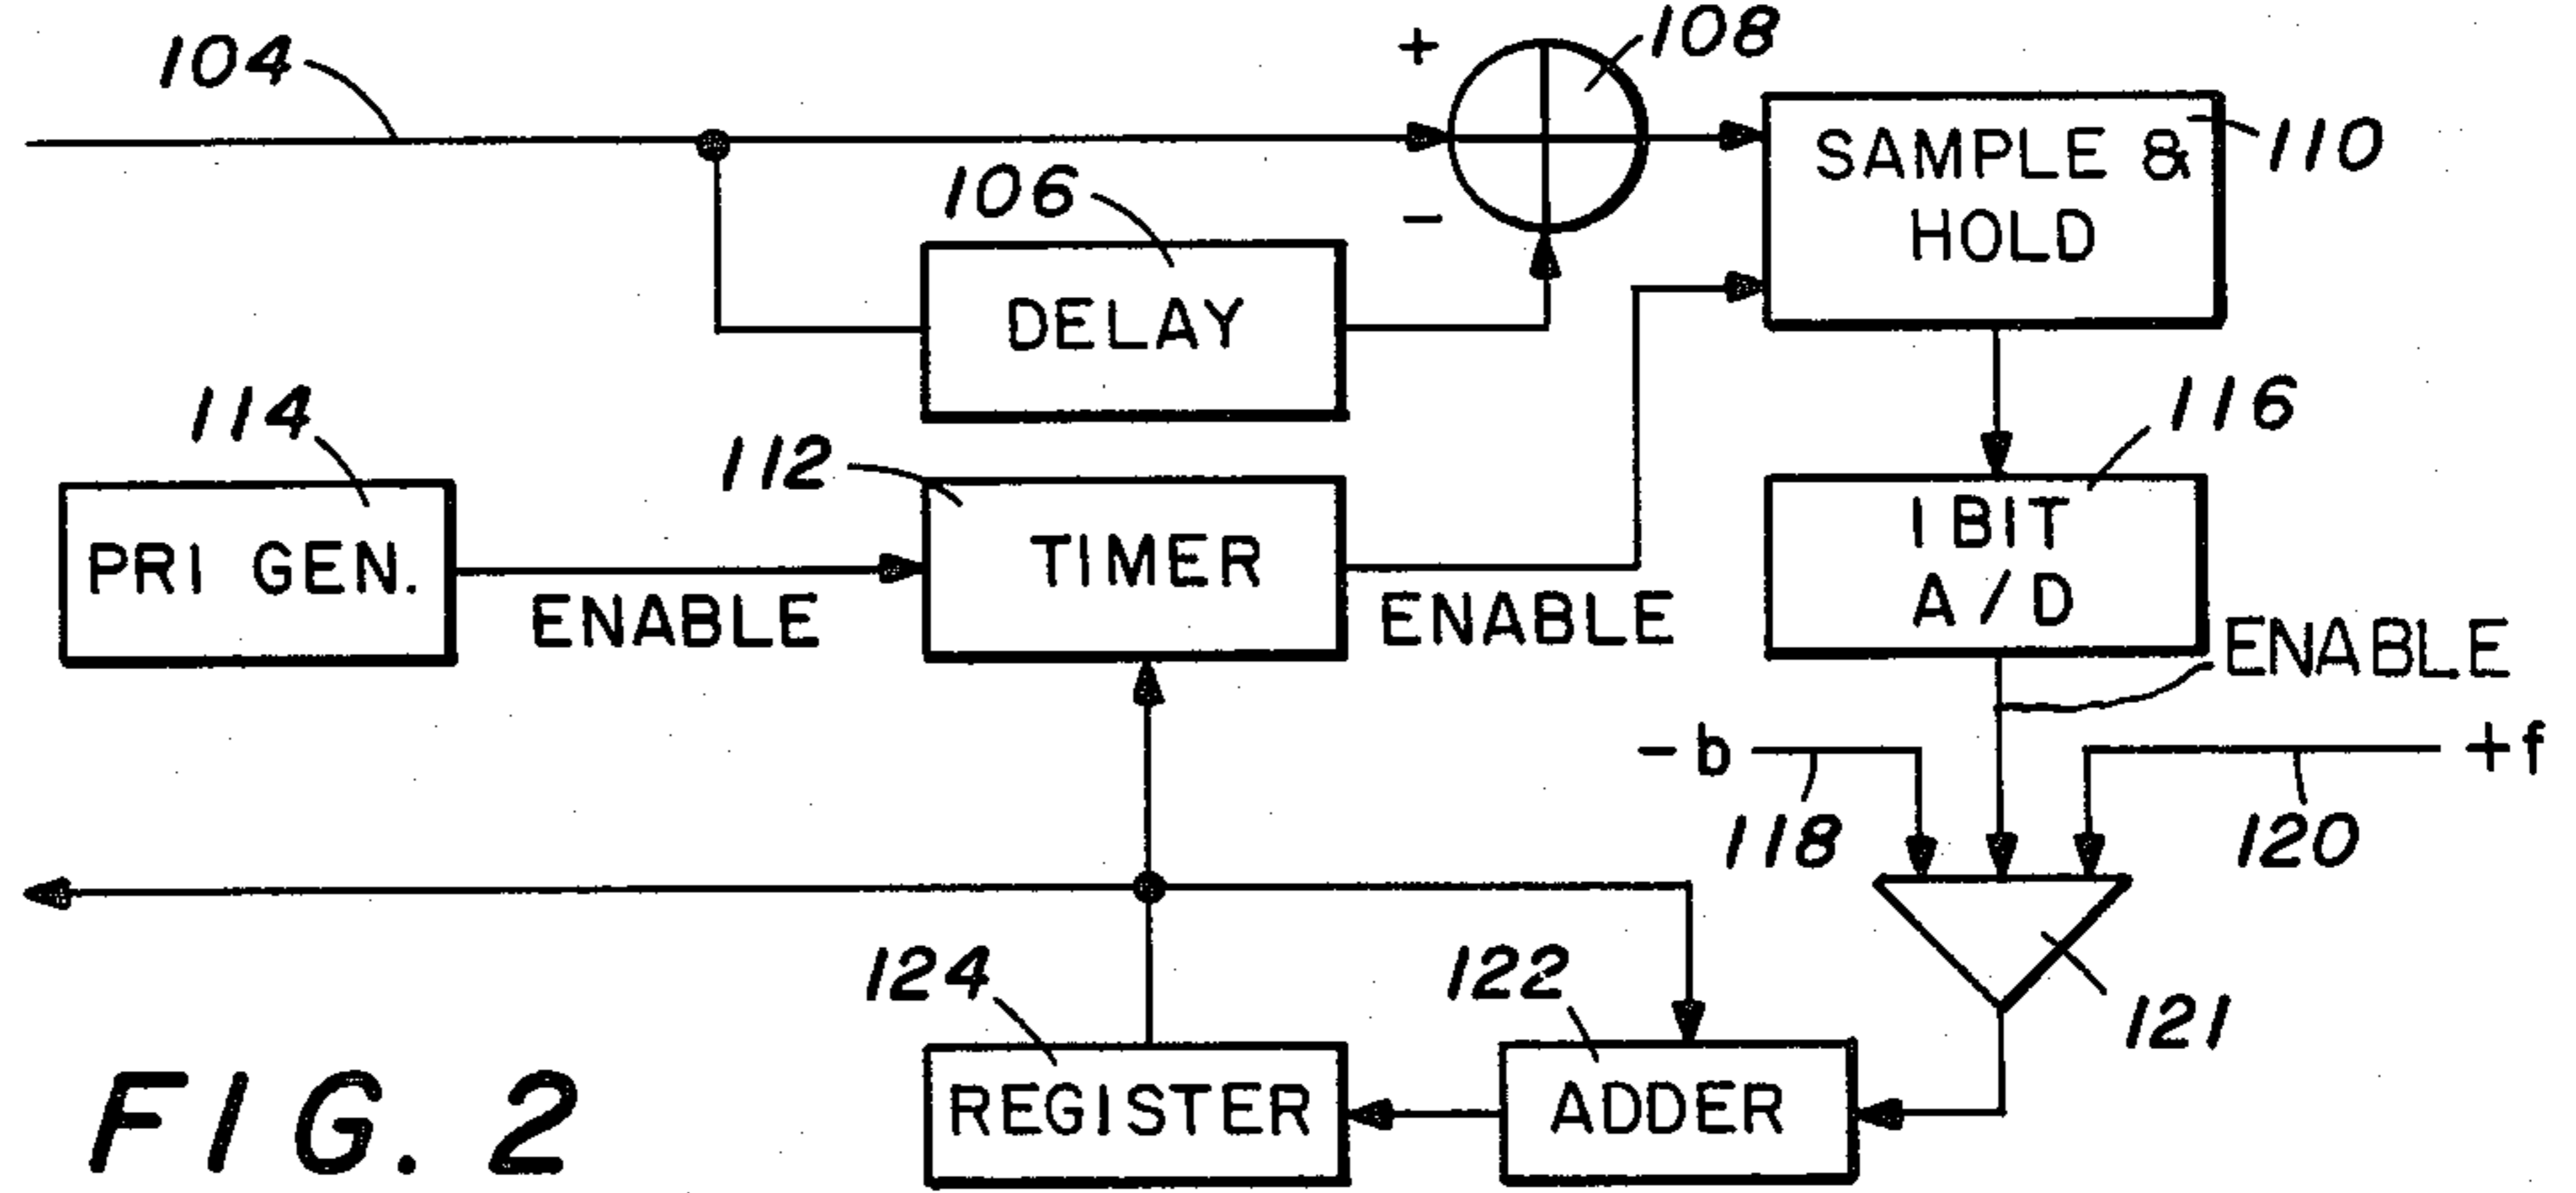 104
+
108
SAMPLE &
HOLD
110
106
-
DELAY
114
112
116
PRI GEN.
ENABLE
TIMER
ENABLE
1 BIT
A/D
ENABLE
-b
+f
118
120
124
122
121
REGISTER
ADDER
FIG. 2